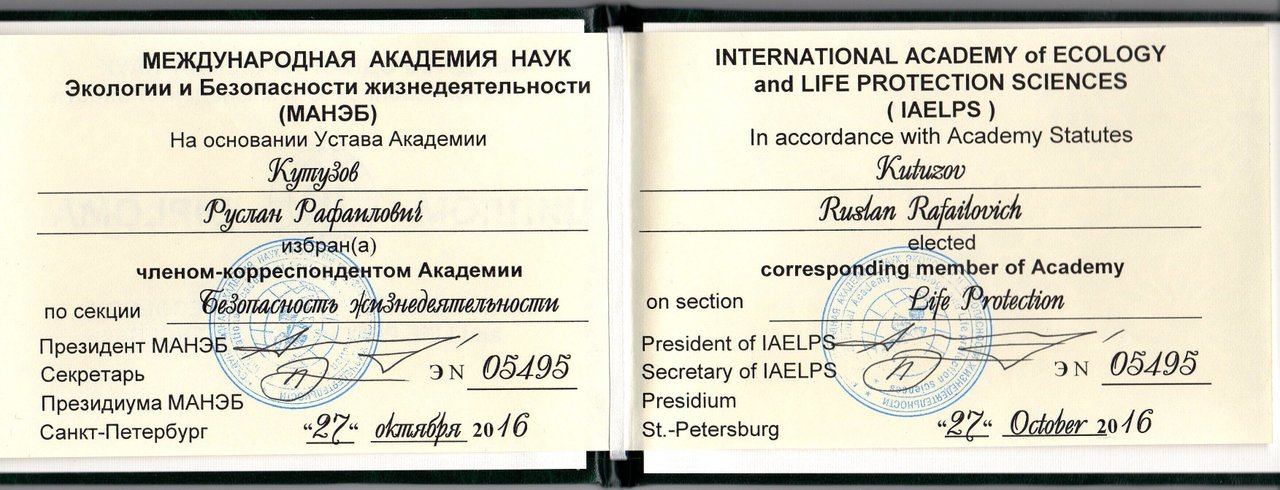 МЕЖДУНАРОДНАЯ АКАДЕМИЯ НАУК
Экологии и Безопасности жизнедеятельности
(МАНЭБ)
На основании Устава Академии
Кутузов
Руслан Рафаилович
избран(а)
членом-корреспондентом Академии
по секции Безопасность жизнедеятельности
Президент МАНЭБ
Секретарь Э N 05495
Президиума МАНЭБ
Санкт-Петербург “27“ октября 2016
INTERNATIONAL ACADEMY of ECOLOGY
and LIFE PROTECTION SCIENCES
( IAELPS )
In accordance with Academy Statutes
Kutuzov
Ruslan Rafailovich
elected
corresponding member of Academy
on section Life Protection
President of IAELPS
Secretary of IAELPS Э N 05495
Presidium
St.-Petersburg “27“ October 2016